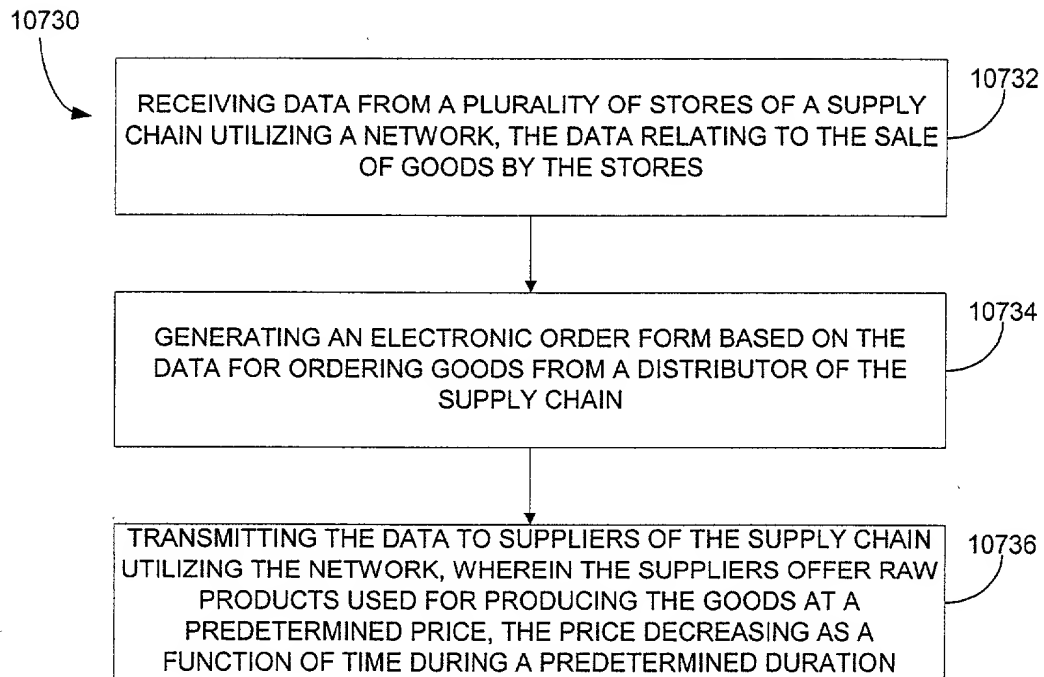 10730
RECEIVING DATA FROM A PLURALITY OF STORES OF A SUPPLY
CHAIN UTILIZING A NETWORK, THE DATA RELATING TO THE SALE
OF GOODS BY THE STORES
10732
GENERATING AN ELECTRONIC ORDER FORM BASED ON THE
DATA FOR ORDERING GOODS FROM A DISTRIBUTOR OF THE
SUPPLY CHAIN
10734
TRANSMITTING THE DATA TO SUPPLIERS OF THE SUPPLY CHAIN
UTILIZING THE NETWORK, WHEREIN THE SUPPLIERS OFFER RAW
PRODUCTS USED FOR PRODUCING THE GOODS AT A
PREDETERMINED PRICE, THE PRICE DECREASING AS A
FUNCTION OF TIME DURING A PREDETERMINED DURATION
10736